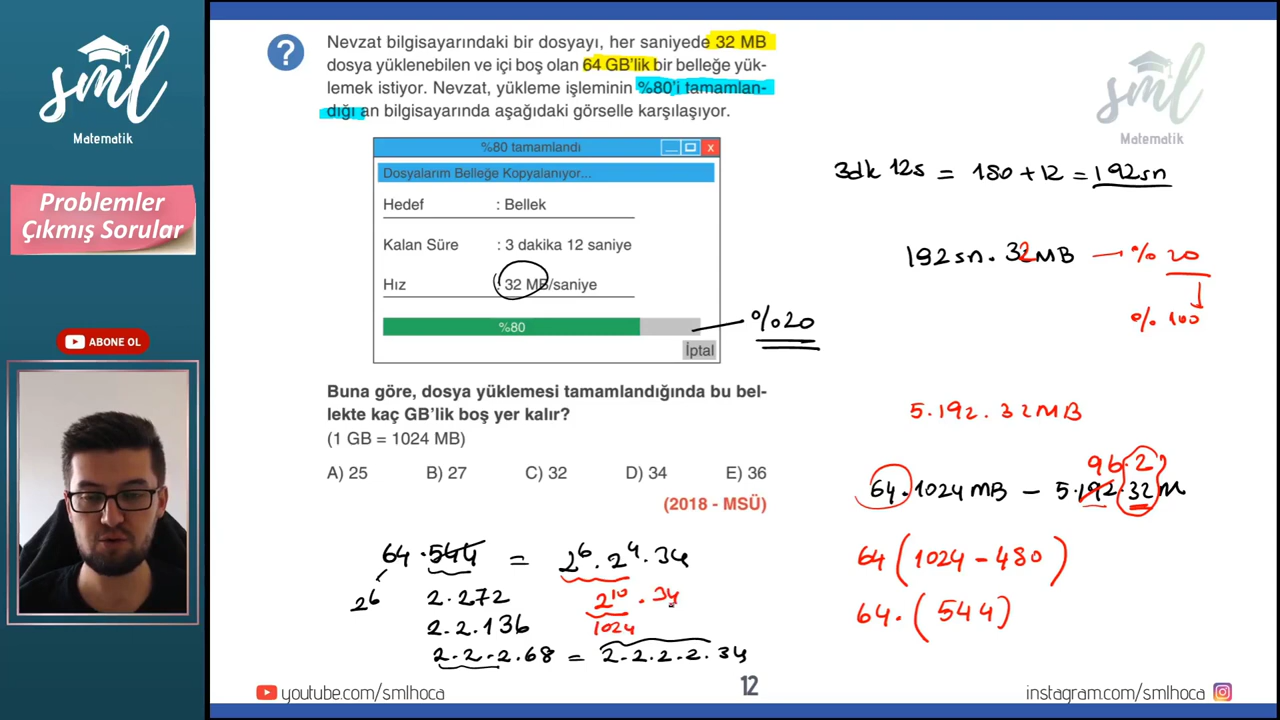 sml
Matematik
Problemler
Çıkmış Sorular
ABONE OL
?
Nevzat bilgisayarındaki bir dosyayı, her saniyede 32 MB
dosya yüklenebilen ve içi boş olan 64 GB'lik bir belleğe yük-
lemek istiyor. Nevzat, yükleme işleminin %80'i tamamlan-
dığı an bilgisayarında aşağıdaki görselle karşılaşıyor.
%80 tamamlandı
X
Dosyalarım Belleğe Kopyalanıyor...
Hedef : Bellek
Kalan Süre : 3 dakika 12 saniye
Hız : 32 MB/saniye
%80
İptal
%20
Buna göre, dosya yüklemesi tamamlandığında bu bel-
lekte kaç GB'lik boş yer kalır?
(1 GB = 1024 MB)
A) 25 B) 27 C) 32 D) 34 E) 36
(2018 - MSÜ)
64.544 = 2⁶.2⁴.34
2⁶ 2.272 2¹⁰.34
2.2.136 1024
2.2.2.68 = 2.2.2.2.34
sml
Matematik
3dk 12s = 180+12 = 192sn
192sn.32MB → %20
%100
5.192.32MB
96.2
64.1024MB – 5.192.32M
64(1024-480)
64.(544)
youtube.com/smlhoca
12
instagram.com/smlhoca